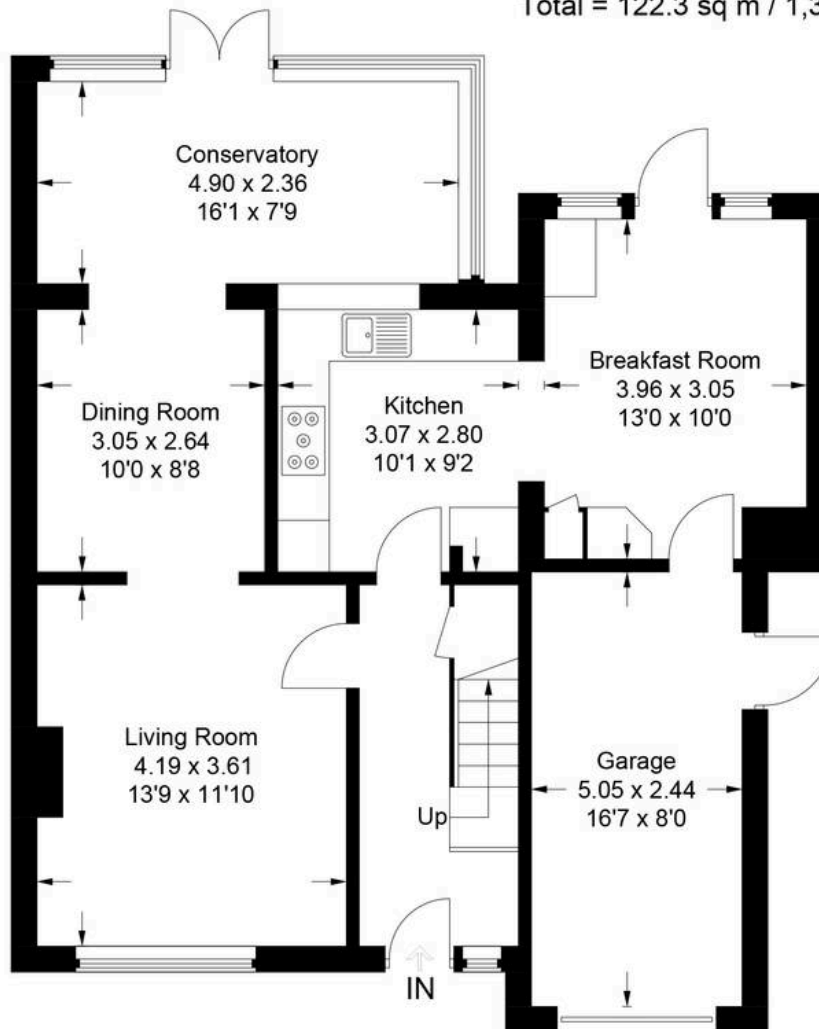 Total = 122.3 sq m / 1,3
Conservatory
4.90 x 2.36
16'1 x 7'9
Breakfast Room
3.96 x 3.05
13'0 x 10'0
Dining Room
3.05 x 2.64
10'0 x 8'8
Kitchen
3.07 x 2.80
10'1 x 9'2
Living Room
4.19 x 3.61
13'9 x 11'10
Garage
5.05 x 2.44
16'7 x 8'0
Up
IN